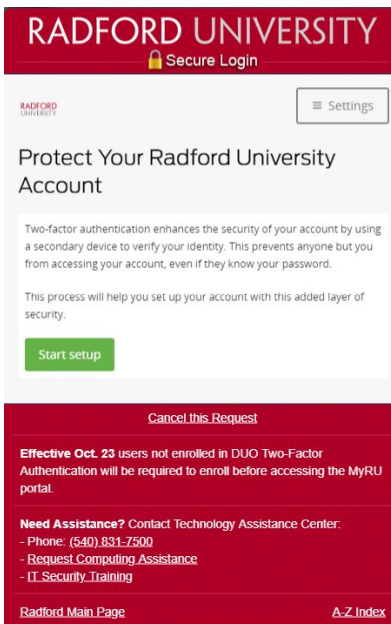 RADFORD UNIVERSITY
Secure Login
RADFORD
UNIVERSITY
≡ Settings
Protect Your Radford University
Account
Two-factor authentication enhances the security of your account by using
a secondary device to verify your identity. This prevents anyone but you
from accessing your account, even if they know your password.
This process will help you set up your account with this added layer of
security.
Start setup
Cancel this Request
Effective Oct. 23 users not enrolled in DUO Two-Factor
Authentication will be required to enroll before accessing the MyRU
portal.
Need Assistance? Contact Technology Assistance Center:
- Phone: (540) 831-7500
- Request Computing Assistance
- IT Security Training
Radford Main Page A-Z Index